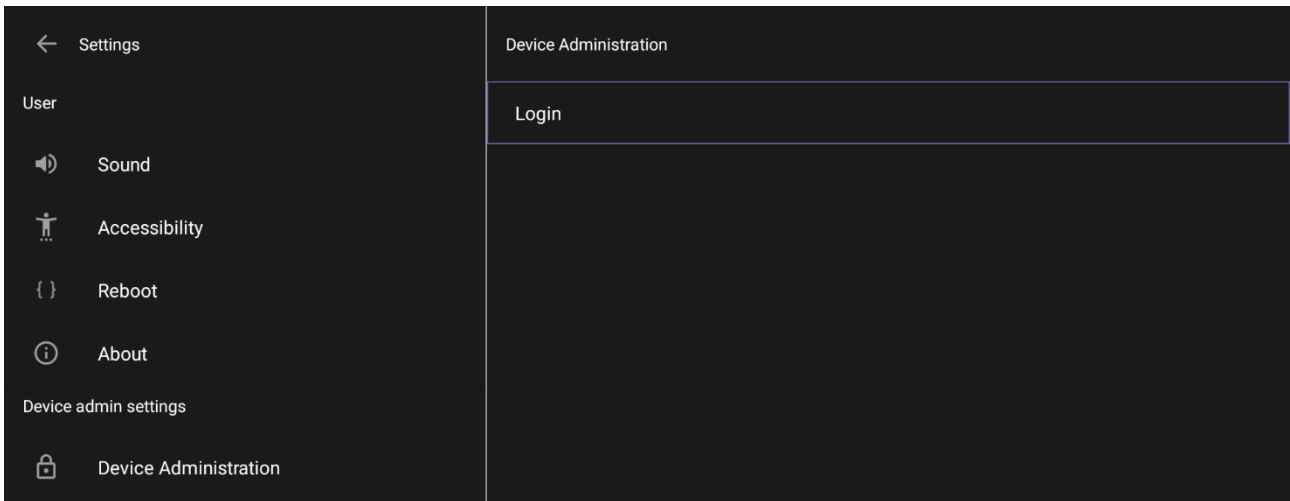 Settings
User
Sound
Accessibility
Reboot
About
Device admin settings
Device Administration
Device Administration
Login